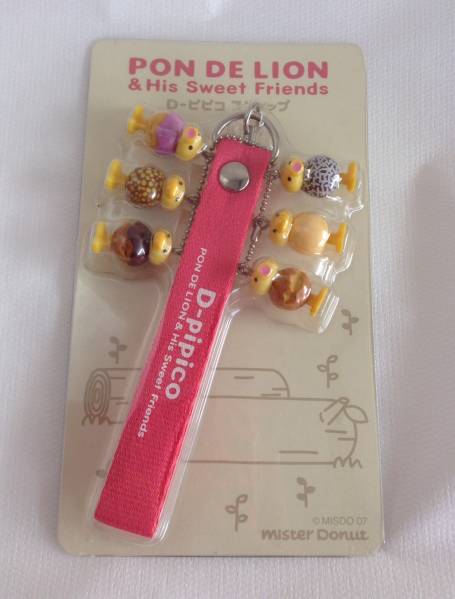 PON DE LION
& His Sweet Friends
D-ピピコ ストラップ
D-pipico
PON DE LION & His Sweet Friends
© MISDO 07
mister Donut